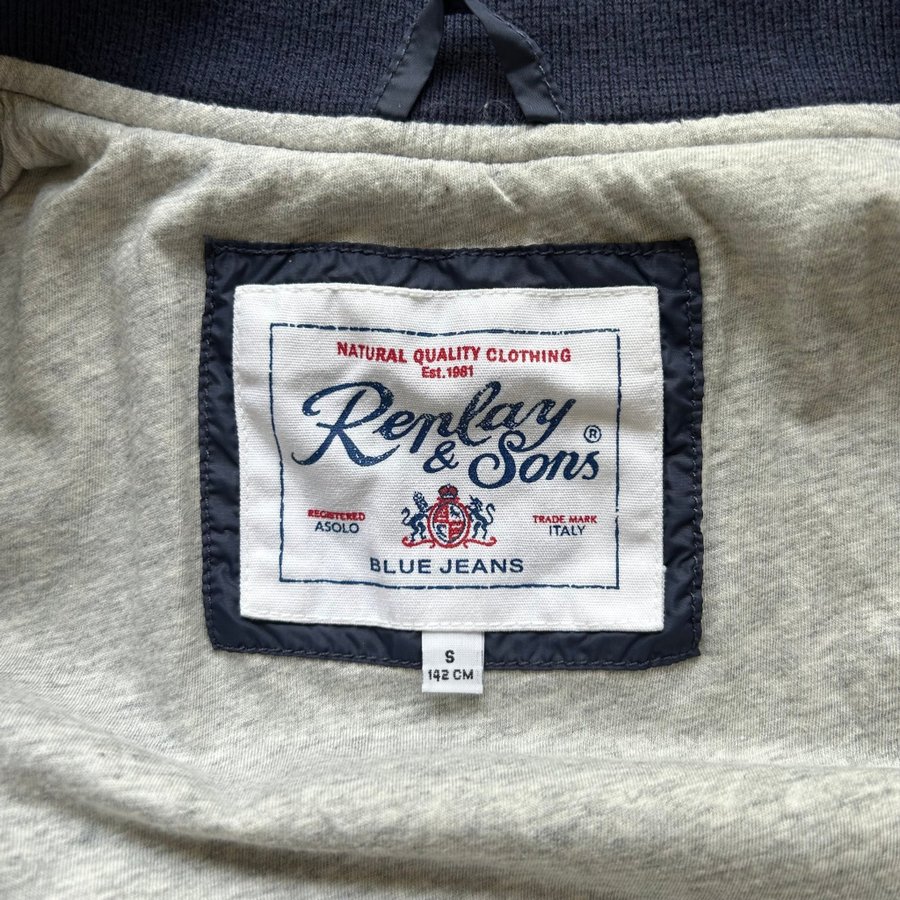 NATURAL QUALITY CLOTHING
Est.1981
Replay
& Sons ®
REGISTERED
ASOLO
TRADE MARK
ITALY
BLUE JEANS
S
142 CM